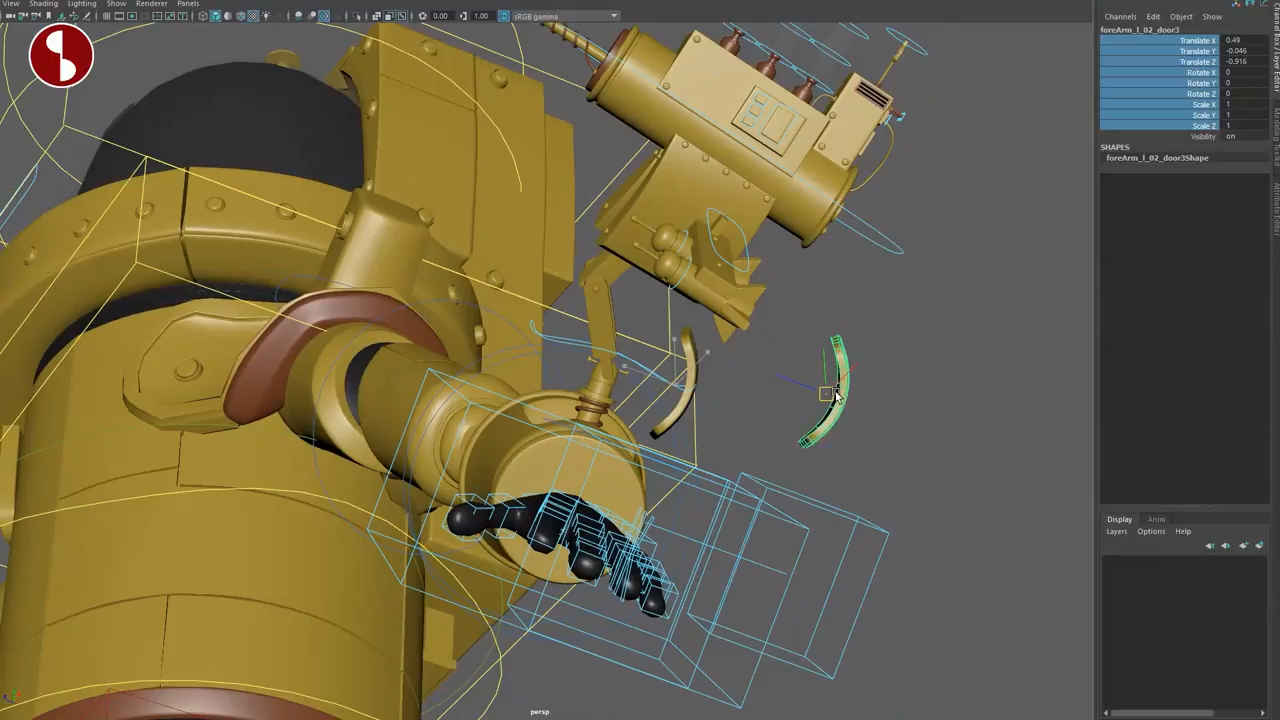 View Shading Lighting Show Renderer Panels
0.00 1.00 sRGB gamma
Channels Edit Object Show
foreArm_l_02_door3
Translate X 0.49
Translate Y -0.046
Translate Z -0.916
Rotate X 0
Rotate Y 0
Rotate Z 0
Scale X 1
Scale Y 1
Scale Z 1
Visibility on
SHAPES
foreArm_l_02_door3Shape
Display Anim
Layers Options Help
persp